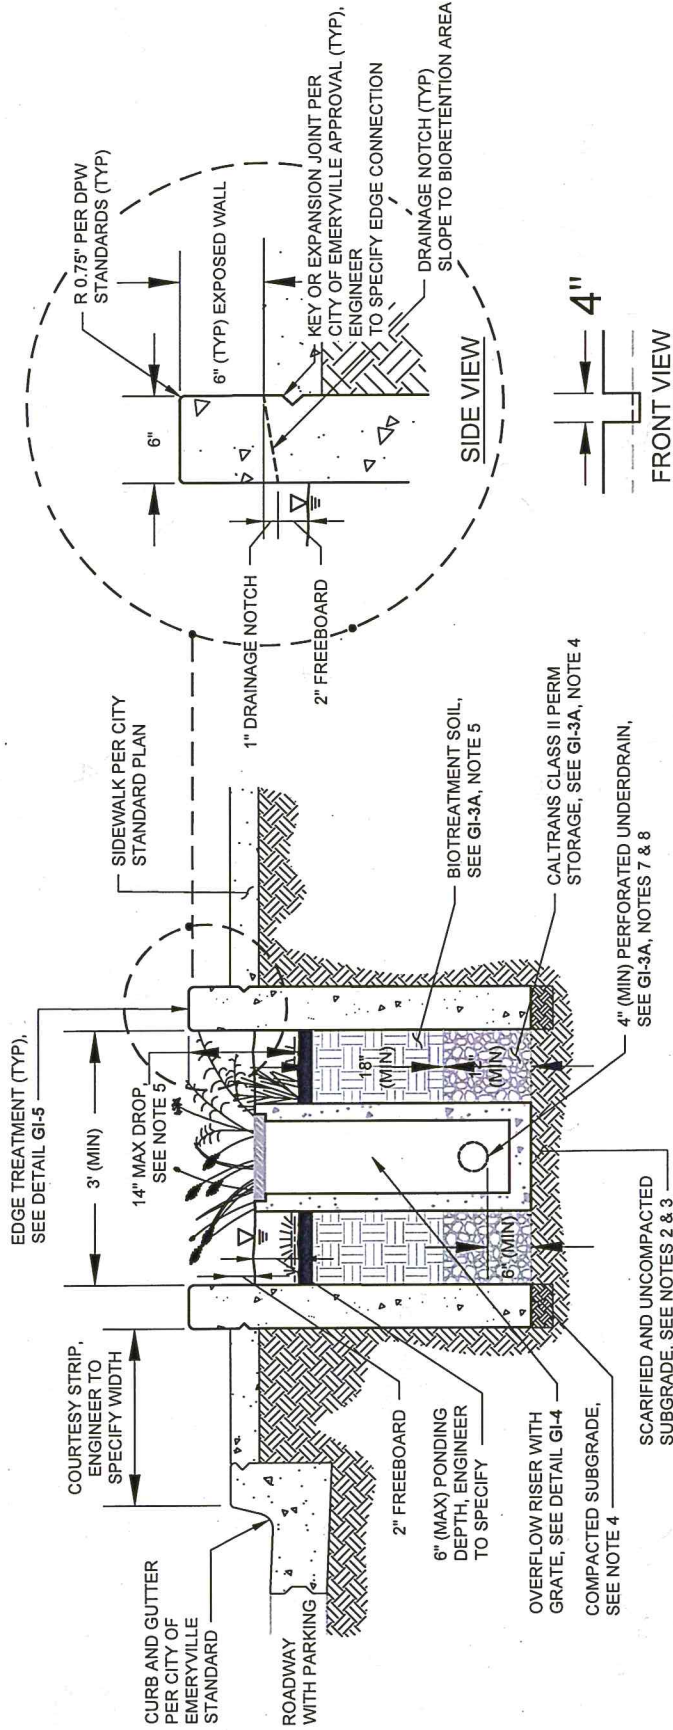 EDGE TREATMENT (TYP),
SEE DETAIL GI-5
COURTESY STRIP,
ENGINEER TO
SPECIFY WIDTH
3' (MIN)
14" MAX DROP
SEE NOTE 5
SIDEWALK PER CITY
STANDARD PLAN
CURB AND GUTTER
PER CITY OF
EMERYVILLE
STANDARD
ROADWAY
WITH PARKING
2" FREEBOARD
6" (MAX) PONDING
DEPTH, ENGINEER
TO SPECIFY
OVERFLOW RISER WITH
GRATE, SEE DETAIL GI-4
COMPACTED SUBGRADE,
SEE NOTE 4
SCARIFIED AND UNCOMPACTED
SUBGRADE, SEE NOTES 2 & 3
6" (MIN)
18"
(MIN)
(MIN)
BIOTREATMENT SOIL,
SEE GI-3A, NOTE 5
CALTRANS CLASS II PERM
STORAGE, SEE GI-3A, NOTE 4
4" (MIN) PERFORATED UNDERDRAIN,
SEE GI-3A, NOTES 7 & 8
R 0.75" PER DPW
STANDARDS (TYP)
6"
6" (TYP) EXPOSED WALL
KEY OR EXPANSION JOINT PER
CITY OF EMERYVILLE APPROVAL (TYP),
ENGINEER
TO SPECIFY EDGE CONNECTION
DRAINAGE NOTCH (TYP)
SLOPE TO BIORETENTION AREA
1" DRAINAGE NOTCH
2" FREEBOARD
SIDE VIEW
4"
FRONT VIEW